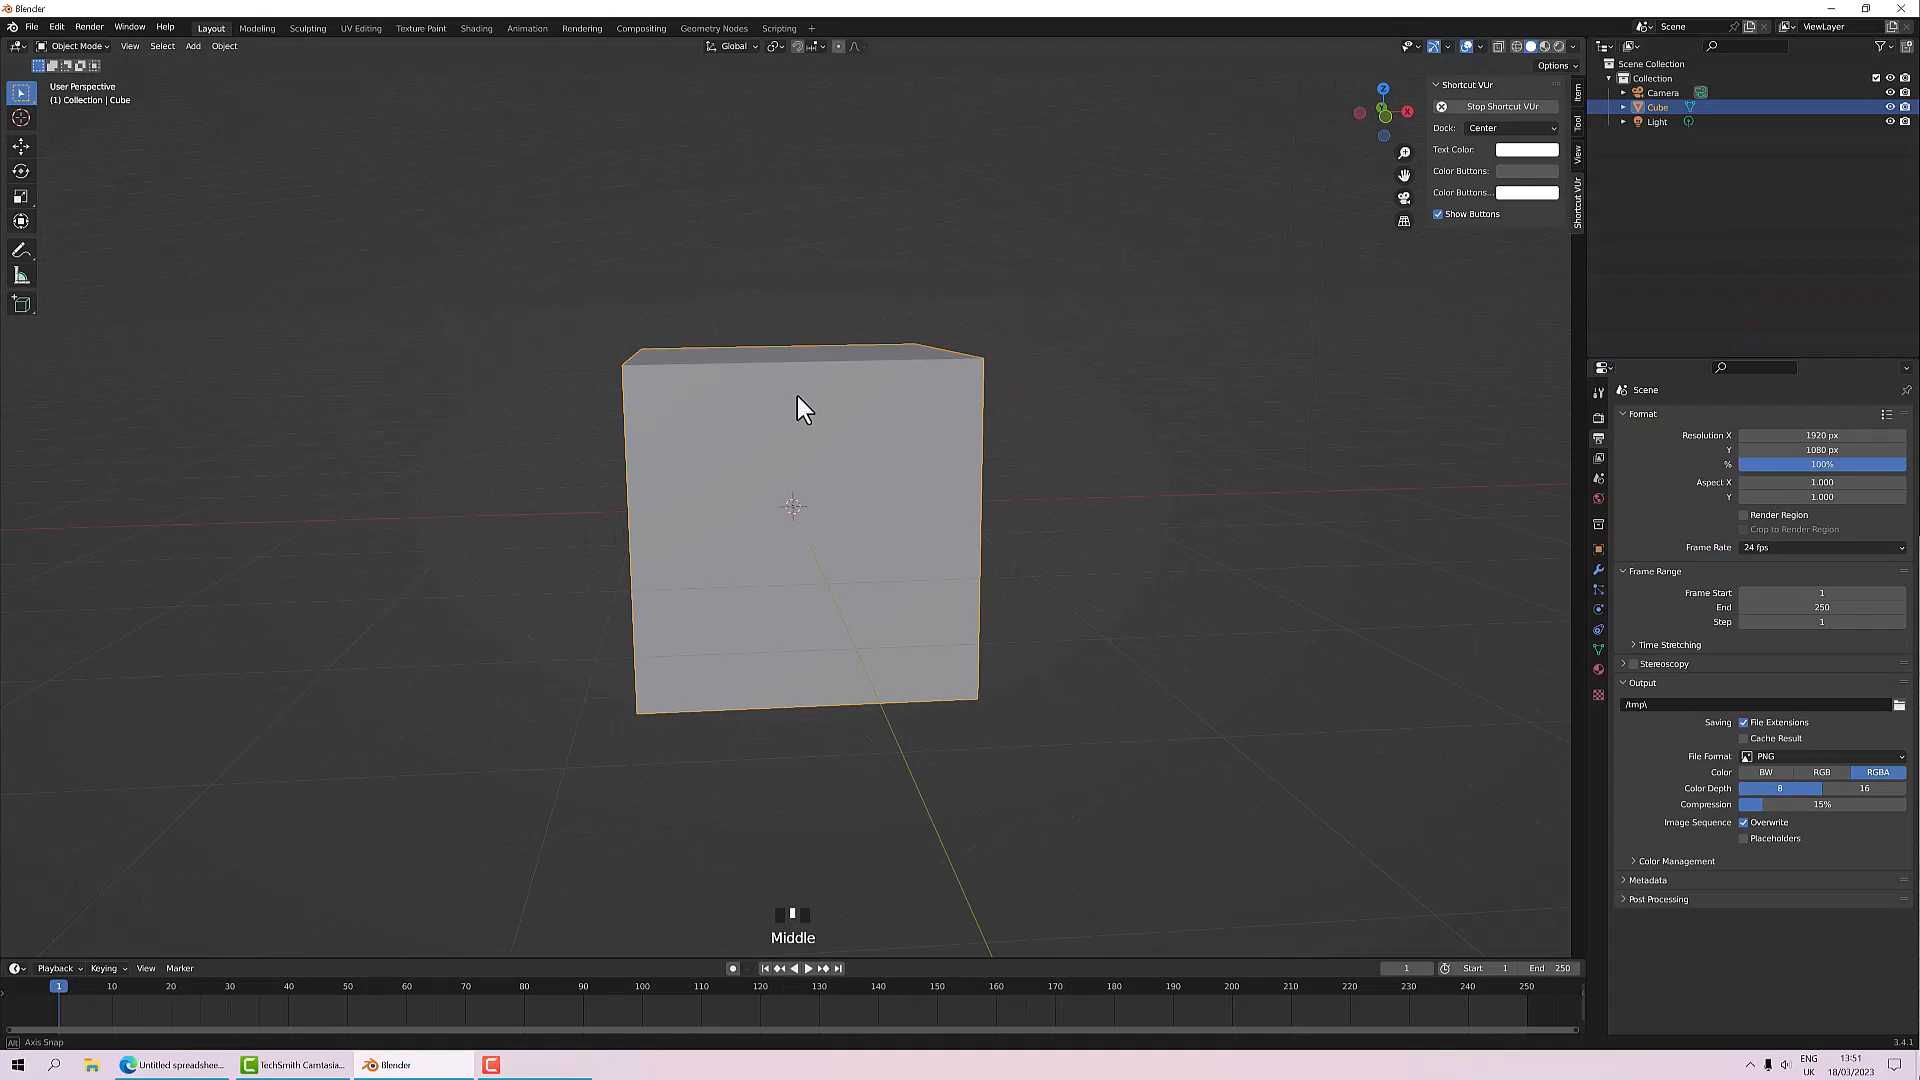 Blender
File Edit Render Window Help Layout Modeling Sculpting UV Editing Texture Paint Shading Animation Rendering Compositing Geometry Nodes Scripting + Scene ViewLayer
Object Mode View Select Add Object Global
Options
User Perspective
(1) Collection | Cube
Shortcut VUr
Stop Shortcut VUr
Dock: Center
Text Color:
Color Buttons:
Color Buttons...
Show Buttons
Item
Tool
View
Shortcut VUr
Z
X
Y
Scene Collection
Collection
Camera
Cube
Light
Scene
Format
Resolution X 1920 px
Y 1080 px
% 100%
Aspect X 1.000
Y 1.000
Render Region
Crop to Render Region
Frame Rate 24 fps
Frame Range
Frame Start 1
End 250
Step 1
Time Stretching
Stereoscopy
Output
/tmp\
Saving File Extensions
Cache Result
File Format PNG
Color BW RGB RGBA
Color Depth 8 16
Compression 15%
Image Sequence Overwrite
Placeholders
Color Management
Metadata
Post Processing
Middle
Playback Keying View Marker 1 Start 1 End 250
1 10 20 30 40 50 60 70 80 90 100 110 120 130 140 150 160 170 180 190 200 210 220 230 240 250
Alt Axis Snap 3.4.1
Untitled spreadshee... TechSmith Camtasia... Blender
ENG
UK
13:51
18/03/2023